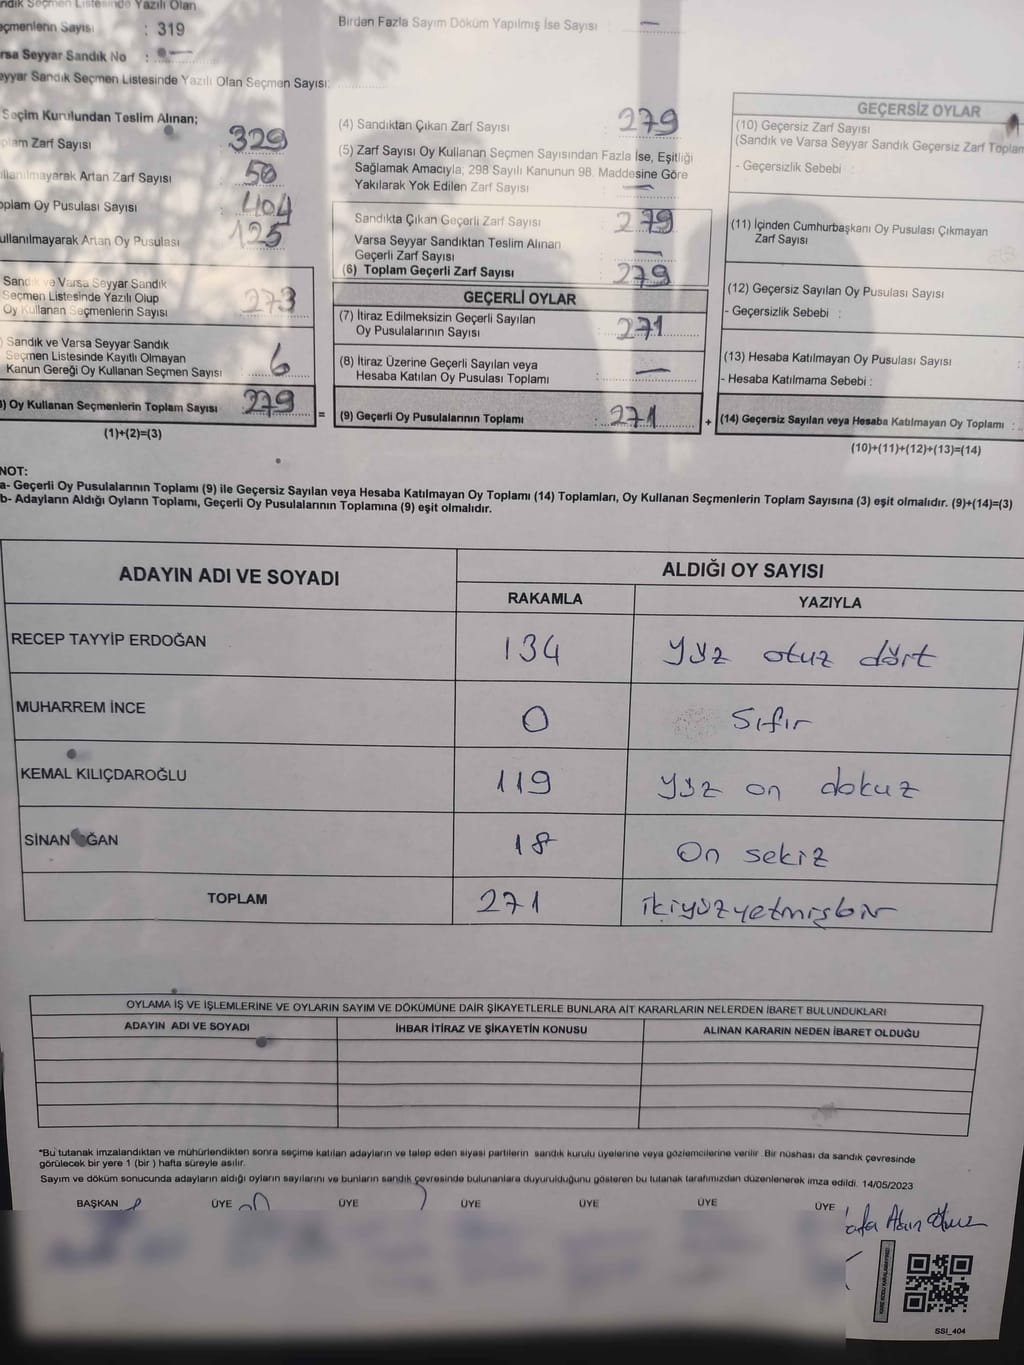 ndık Seçmen Listesinde Yazılı Olan
eçmenlerin Sayısı : 319
rsa Seyyar Sandık No : —
eyyar Sandık Seçmen Listesinde Yazılı Olan Seçmen Sayısı:
Seçim Kurulundan Teslim Alınan;
plam Zarf Sayısı : 329
ullanılmayarak Artan Zarf Sayısı : 50
oplam Oy Pusulası Sayısı : 404
ullanılmayarak Artan Oy Pusulası : 125
Sandık ve Varsa Seyyar Sandık
Seçmen Listesinde Yazılı Olup
Oy Kullanan Seçmenlerin Sayısı : 273
) Sandık ve Varsa Seyyar Sandık
Seçmen Listesinde Kayıtlı Olmayan
Kanun Gereği Oy Kullanan Seçmen Sayısı : 6
3) Oy Kullanan Seçmenlerin Toplam Sayısı : 279 =
(1)+(2)=(3)
Birden Fazla Sayım Döküm Yapılmış İse Sayısı : —
(4) Sandıktan Çıkan Zarf Sayısı : 279
(5) Zarf Sayısı Oy Kullanan Seçmen Sayısından Fazla İse, Eşitliği
Sağlamak Amacıyla, 298 Sayılı Kanunun 98. Maddesine Göre
Yakılarak Yok Edilen Zarf Sayısı : —
Sandıkta Çıkan Geçerli Zarf Sayısı : 279
Varsa Seyyar Sandıktan Teslim Alınan
Geçerli Zarf Sayısı : —
(6) Toplam Geçerli Zarf Sayısı : 279
GEÇERLİ OYLAR
(7) İtiraz Edilmeksizin Geçerli Sayılan
Oy Pusulalarının Sayısı : 271
(8) İtiraz Üzerine Geçerli Sayılan veya
Hesaba Katılan Oy Pusulası Toplamı : —
(9) Geçerli Oy Pusulalarının Toplamı : 271 +
GEÇERSİZ OYLAR
(10) Geçersiz Zarf Sayısı
(Sandık ve Varsa Seyyar Sandık Geçersiz Zarf Toplam
- Geçersizlik Sebebi :
(11) İçinden Cumhurbaşkanı Oy Pusulası Çıkmayan
Zarf Sayısı
(12) Geçersiz Sayılan Oy Pusulası Sayısı
- Geçersizlik Sebebi :
(13) Hesaba Katılmayan Oy Pusulası Sayısı :
- Hesaba Katılmama Sebebi :
(14) Geçersiz Sayılan veya Hesaba Katılmayan Oy Toplamı :
(10)+(11)+(12)+(13)=(14)
NOT:
a- Geçerli Oy Pusulalarının Toplamı (9) ile Geçersiz Sayılan veya Hesaba Katılmayan Oy Toplamı (14) Toplamları, Oy Kullanan Seçmenlerin Toplam Sayısına (3) eşit olmalıdır. (9)+(14)=(3)
b- Adayların Aldığı Oyların Toplamı, Geçerli Oy Pusulalarının Toplamına (9) eşit olmalıdır.
ADAYIN ADI VE SOYADI
ALDIĞI OY SAYISI
RAKAMLA YAZIYLA
RECEP TAYYİP ERDOĞAN 134 yüz otuz dört
MUHARREM İNCE 0 Sıfır
KEMAL KILIÇDAROĞLU 119 yüz on dokuz
SİNAN OĞAN 18 On sekiz
TOPLAM 271 ikiyüzyetmişbir
OYLAMA İŞ VE İŞLEMLERİNE VE OYLARIN SAYIM VE DÖKÜMÜNE DAİR ŞİKAYETLERLE BUNLARA AİT KARARLARIN NELERDEN İBARET BULUNDUKLARI
ADAYIN ADI VE SOYADI İHBAR İTİRAZ VE ŞİKAYETİN KONUSU ALINAN KARARIN NEDEN İBARET OLDUĞU
*Bu tutanak imzalandıktan ve mühürlendikten sonra seçime katılan adayların ve talep eden siyasi partilerin sandık kurulu üyelerine veya gözlemcilerine verilir. Bir nüshası da sandık çevresinde
görülecek bir yere 1 (bir ) hafta süreyle asılır.
Sayım ve döküm sonucunda adayların aldığı oyların sayılarını ve bunların sandık çevresinde bulunanlara duyurulduğunu gösteren bu tutanak tarafımızdan düzenlenerek imza edildi. 14/05/2023
BAŞKAN ÜYE ÜYE ÜYE ÜYE ÜYE ÜYE
SSI_404